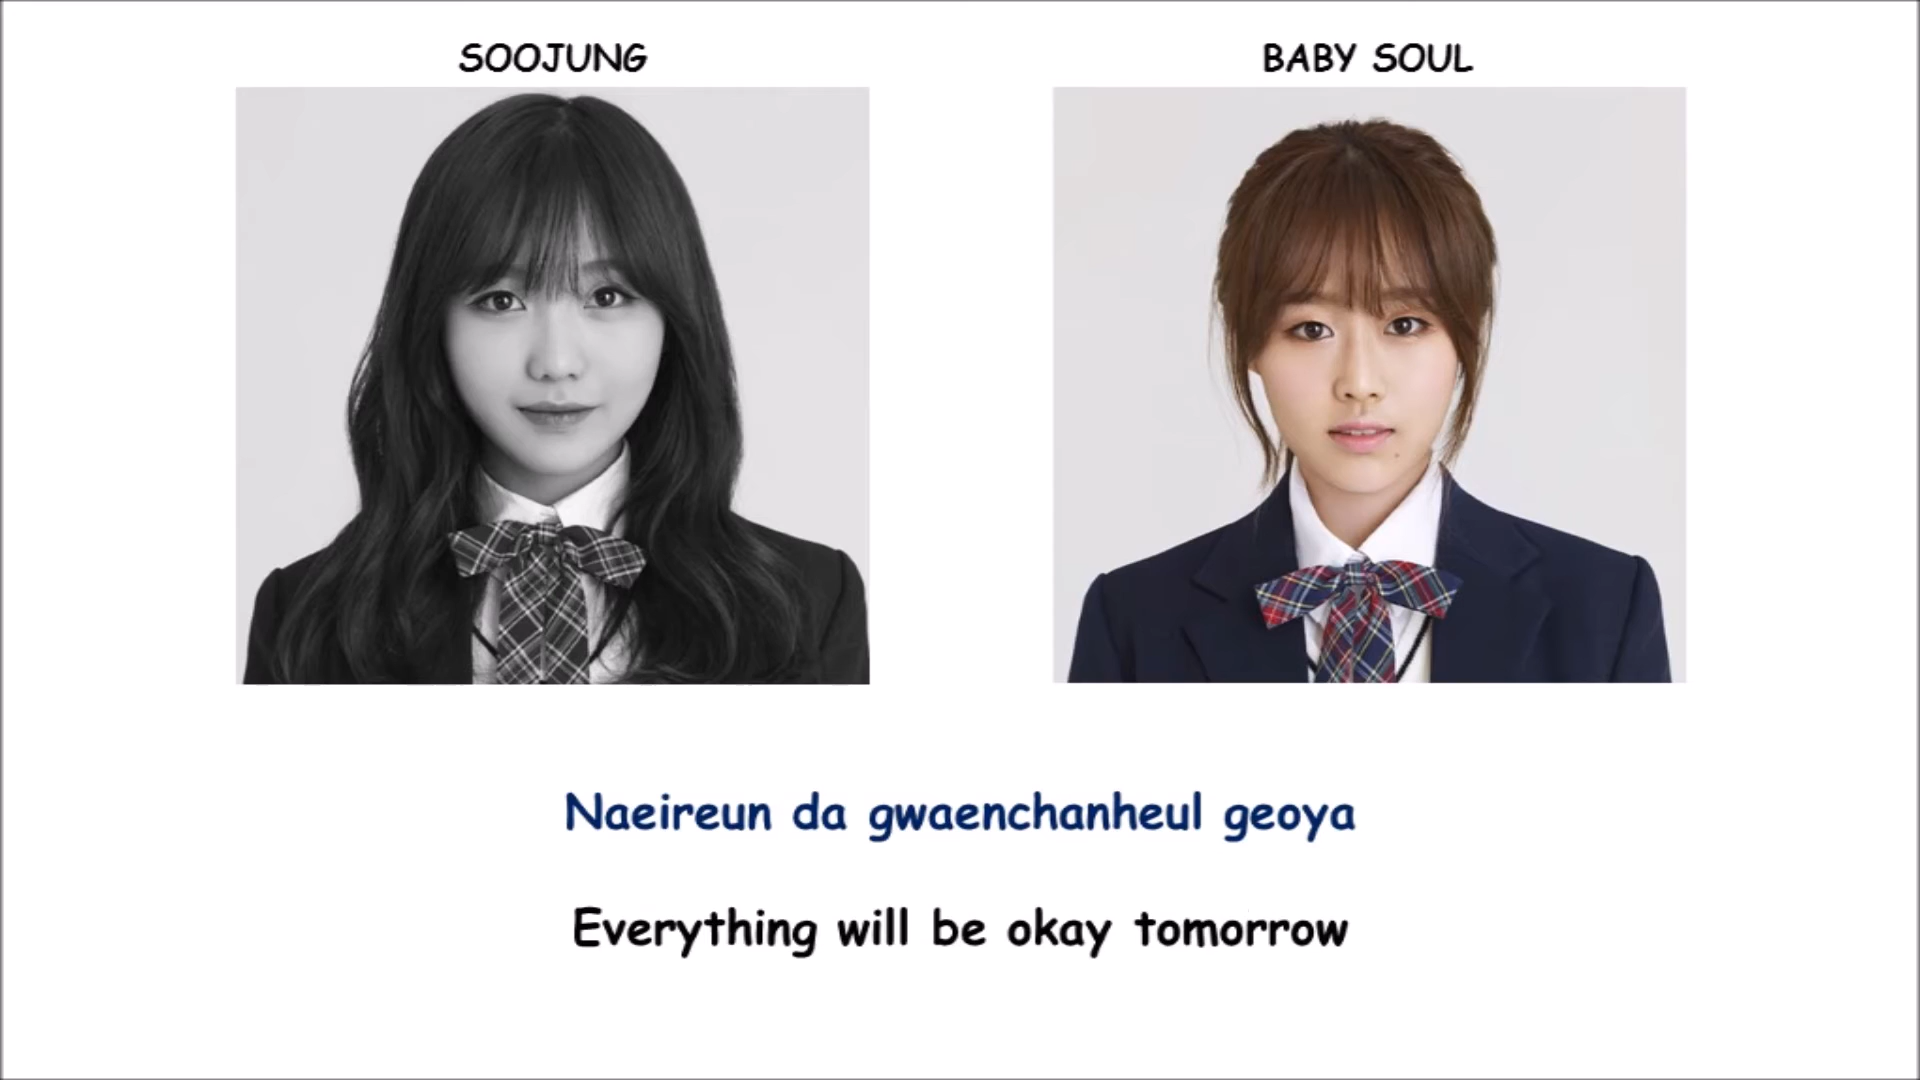 SOOJUNG
BABY SOUL
Naeireun da gwaenchanheul geoya
Everything will be okay tomorrow